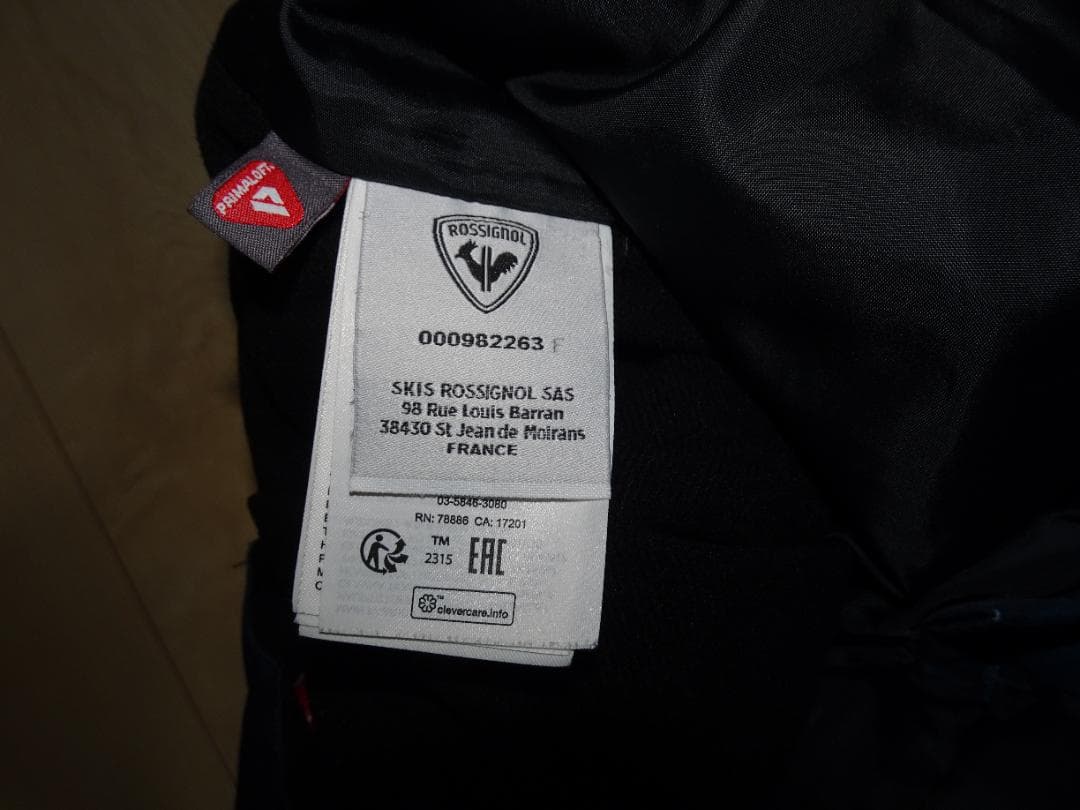 PRIMALOFT
ROSSIGNOL
000982263 F
SKIS ROSSIGNOL SAS
98 Rue Louis Barran
38430 St Jean de Moirans
FRANCE
03-5846-3080
RN: 78886 CA: 17201
TM
2315
EAC
TM
clevercare.info